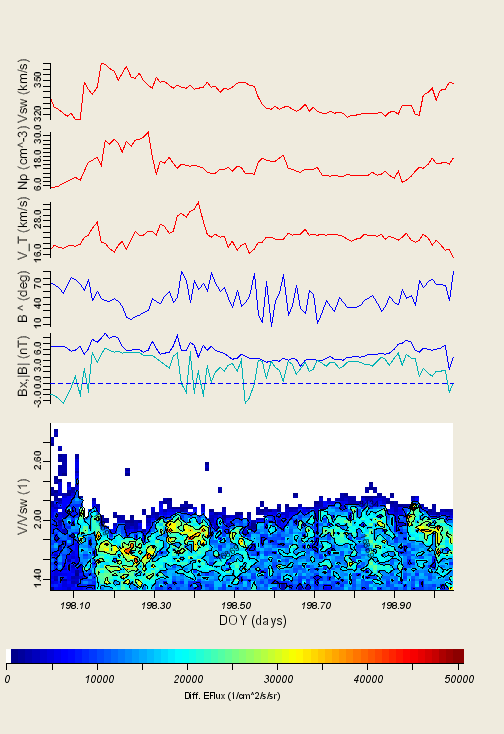 Vsw (km/s)
350
320
Np (cm^-3)
30.0
18.0
6.0
V_T (km/s)
28.0
16.0
B ^ (deg)
70
40
10
Bx,|B| (nT)
6.0
3.0
0.0
-3.0
V/Vsw (1)
2.60
2.00
1.40
198.10 198.30 198.50 198.70 198.90
DOY (days)
0 10000 20000 30000 40000 50000
Diff. EFlux (1/cm^2/s/sr)